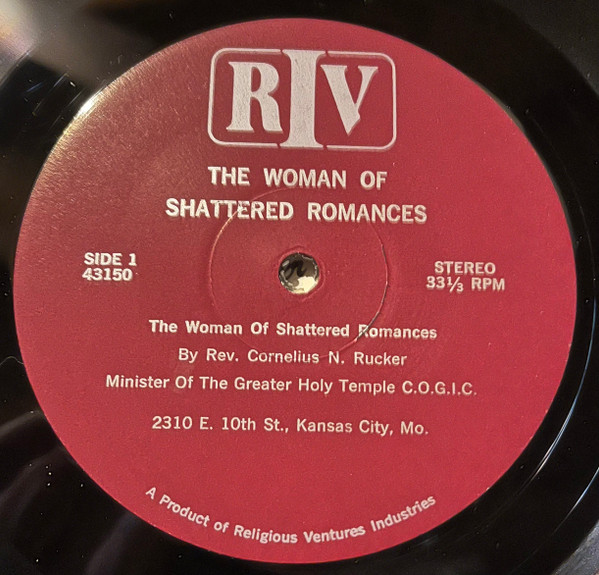 RIV
THE WOMAN OF
SHATTERED ROMANCES
SIDE 1
43150
STEREO
33⅓ RPM
The Woman Of Shattered Romances
By Rev. Cornelius N. Rucker
Minister Of The Greater Holy Temple C.O.G.I.C.
2310 E. 10th St., Kansas City, Mo.
A Product of Religious Ventures Industries